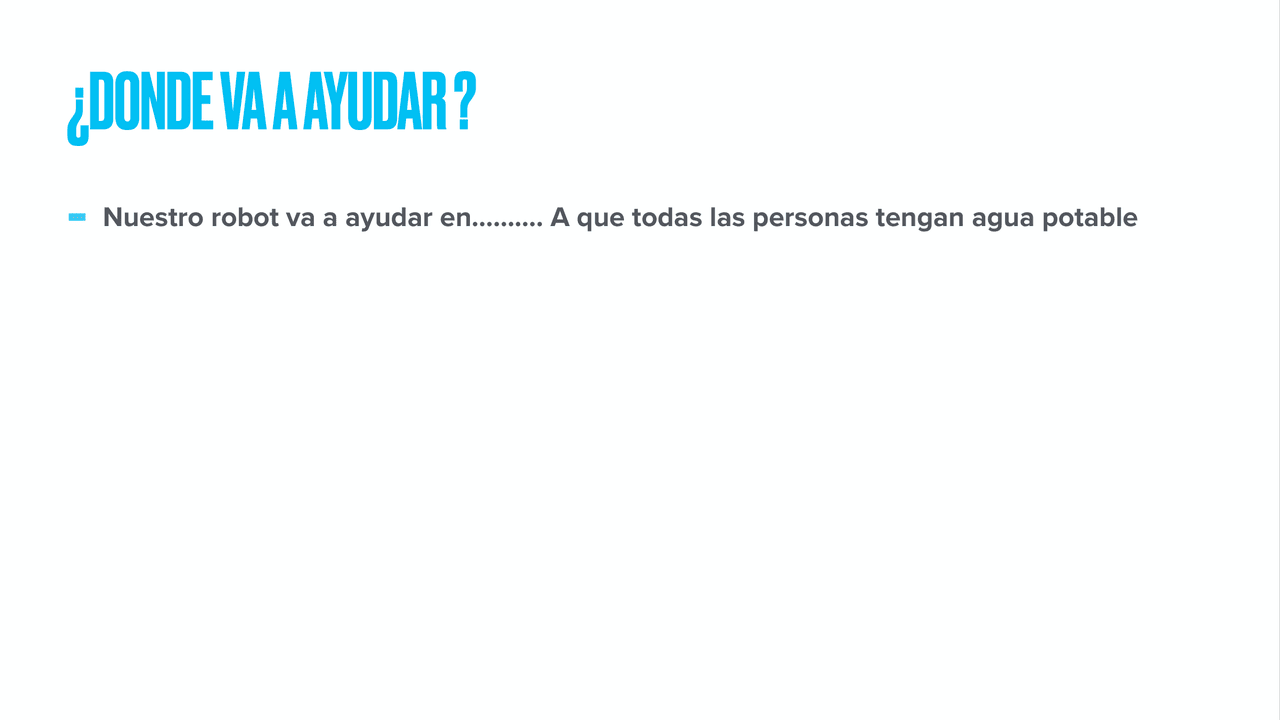 ¿DONDE VA A AYUDAR ?
Nuestro robot va a ayudar en.......... A que todas las personas tengan agua potable